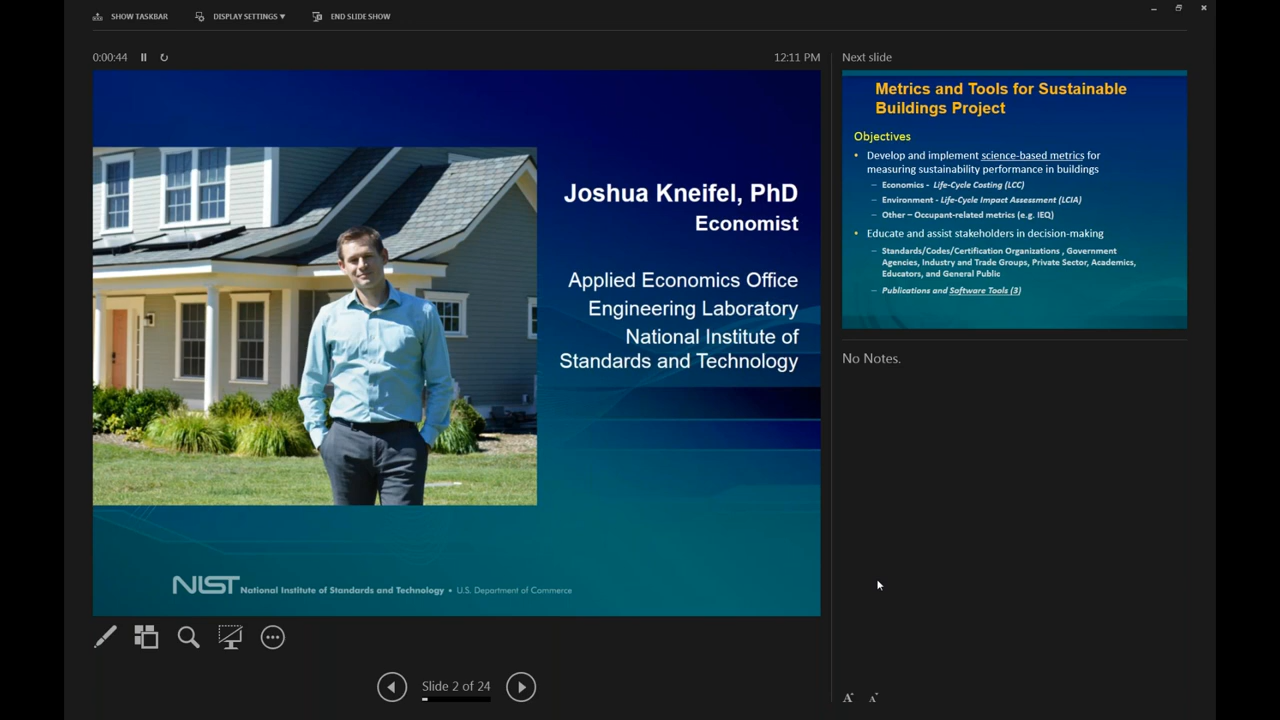 SHOW TASKBAR
DISPLAY SETTINGS ▼
END SLIDE SHOW
0:00:44
12:11 PM
Joshua Kneifel, PhD
Economist
Applied Economics Office
Engineering Laboratory
National Institute of
Standards and Technology
NIST National Institute of Standards and Technology • U.S. Department of Commerce
Slide 2 of 24
Next slide
Metrics and Tools for Sustainable
Buildings Project
Objectives
• Develop and implement science-based metrics for
measuring sustainability performance in buildings
– Economics - Life-Cycle Costing (LCC)
– Environment - Life-Cycle Impact Assessment (LCIA)
– Other – Occupant-related metrics (e.g. IEQ)
• Educate and assist stakeholders in decision-making
– Standards/Codes/Certification Organizations , Government
Agencies, Industry and Trade Groups, Private Sector, Academics,
Educators, and General Public
– Publications and Software Tools (3)
No Notes.
A A